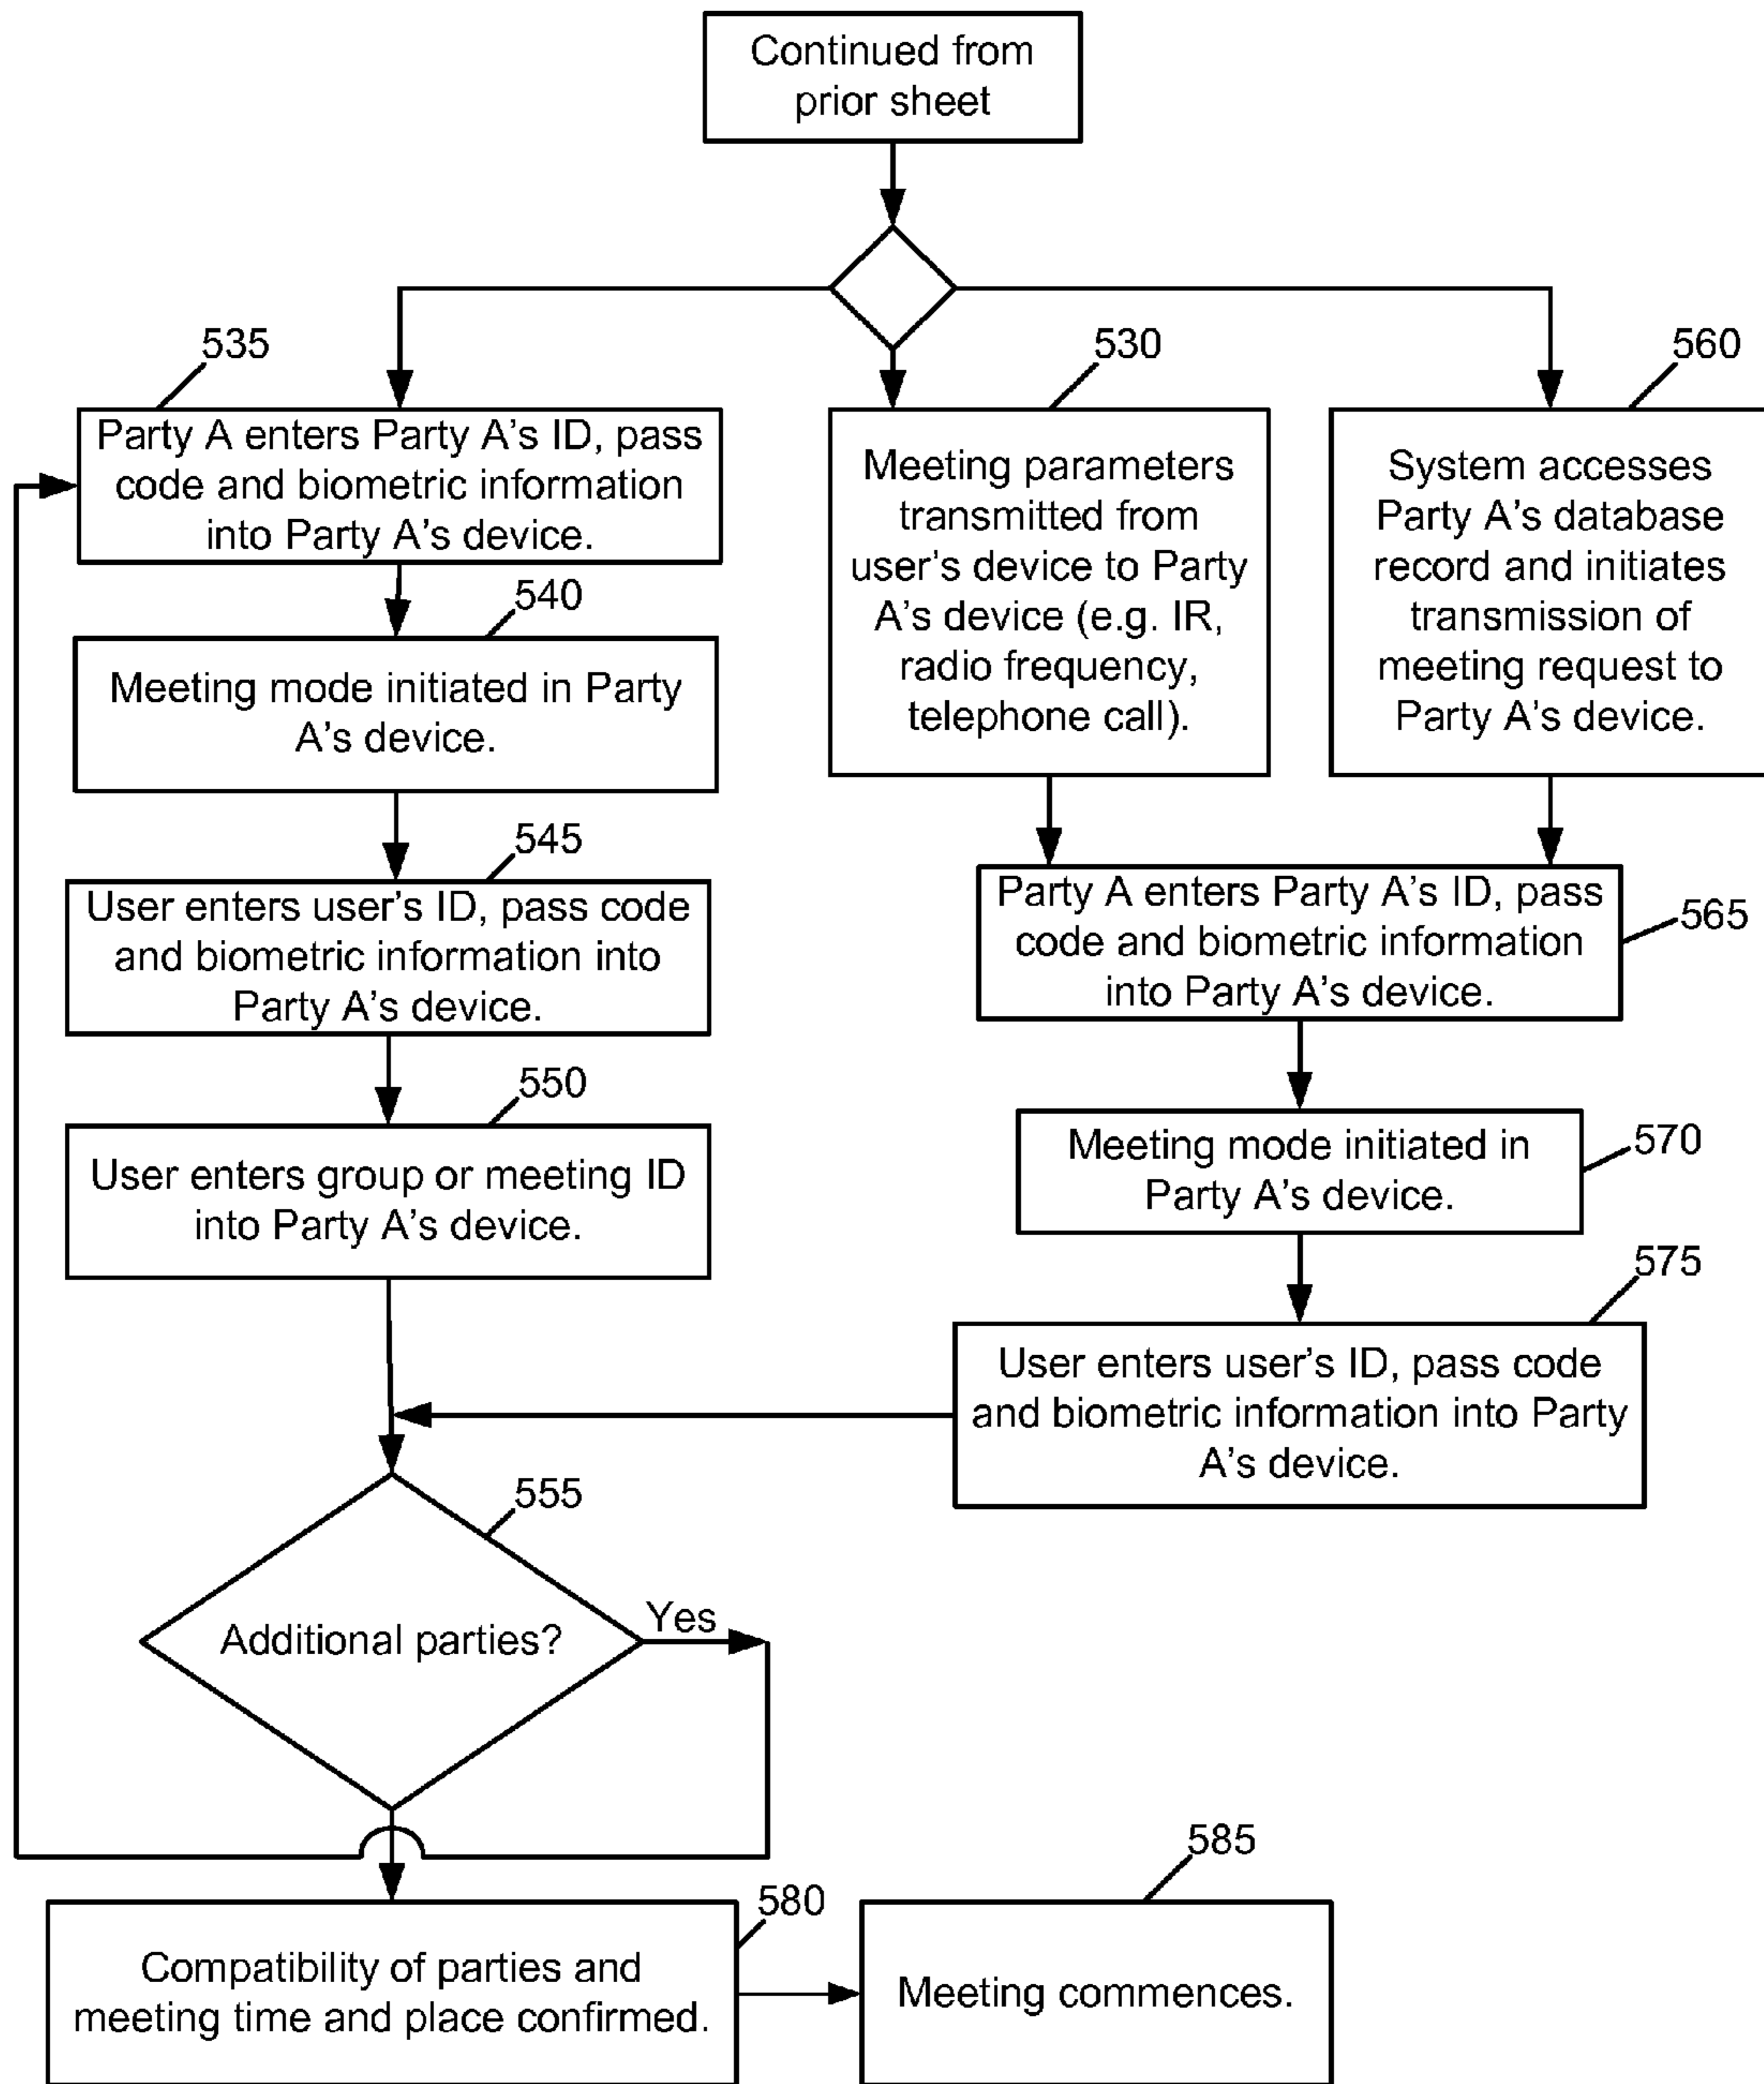 Continued from
prior sheet
535
Party A enters Party A's ID, pass
code and biometric information
into Party A's device.
540
Meeting mode initiated in Party
A's device.
545
User enters user's ID, pass code
and biometric information into
Party A's device.
550
User enters group or meeting ID
into Party A's device.
530
Meeting parameters
transmitted from
user's device to Party
A's device (e.g. IR,
radio frequency,
telephone call).
560
System accesses
Party A's database
record and initiates
transmission of
meeting request to
Party A's device.
565
Party A enters Party A's ID, pass
code and biometric information
into Party A's device.
570
Meeting mode initiated in
Party A's device.
575
User enters user's ID, pass code
and biometric information into Party
A's device.
555
Additional parties?
Yes
580
Compatibility of parties and
meeting time and place confirmed.
585
Meeting commences.